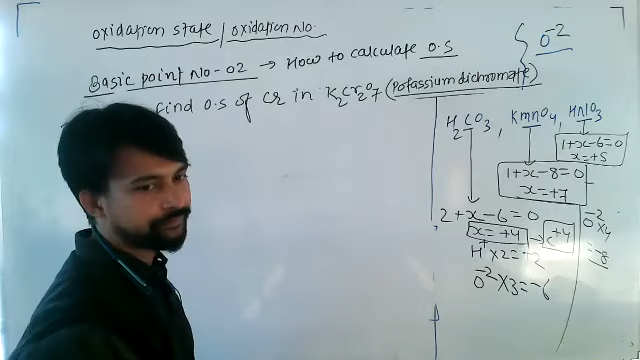 oxidation state / oxidation No.
Basic point No-02 → How to calculate O.S
find O.S of Cr in K2Cr2O7 (Potassium dichromate)
O-2
H2CO3, KmnO4, HNO3
1+x-6=0
x=+5
1+x-8=0
x=+7
2+x-6=0
x=+4 → C+4
H+ x2=+2
O-2 x3=-6
O-2
x4
=-8